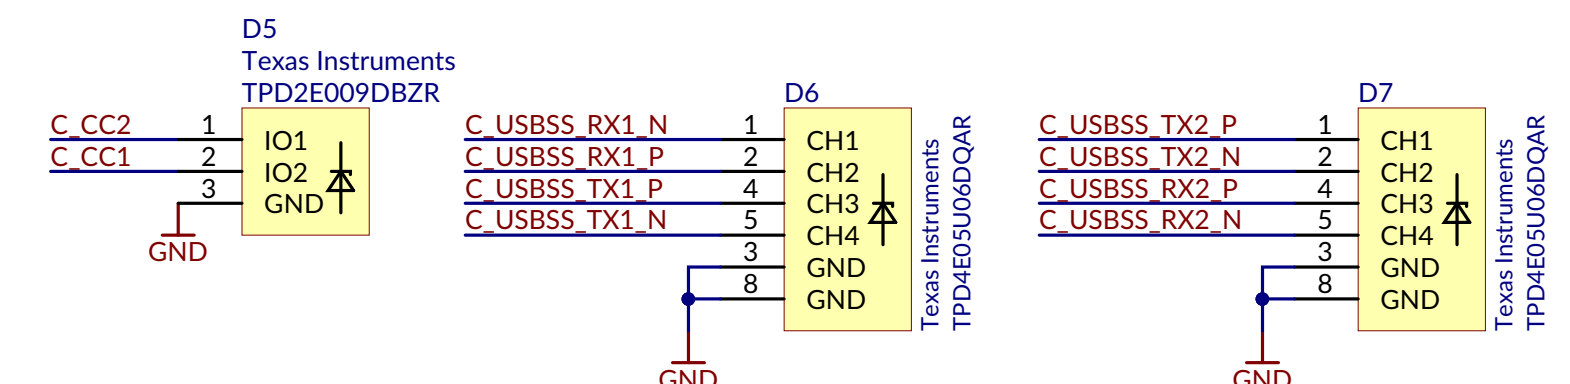 D5
Texas Instruments
TPD2E009DBZR
C_CC2 1 IO1
C_CC1 2 IO2
3 GND
GND
D6
C_USBSS_RX1_N 1 CH1
C_USBSS_RX1_P 2 CH2
C_USBSS_TX1_P 4 CH3
C_USBSS_TX1_N 5 CH4
3 GND
8 GND
GND
Texas Instruments
TPD4E05U06DQAR
D7
C_USBSS_TX2_P 1 CH1
C_USBSS_TX2_N 2 CH2
C_USBSS_RX2_P 4 CH3
C_USBSS_RX2_N 5 CH4
3 GND
8 GND
GND
Texas Instruments
TPD4E05U06DQAR